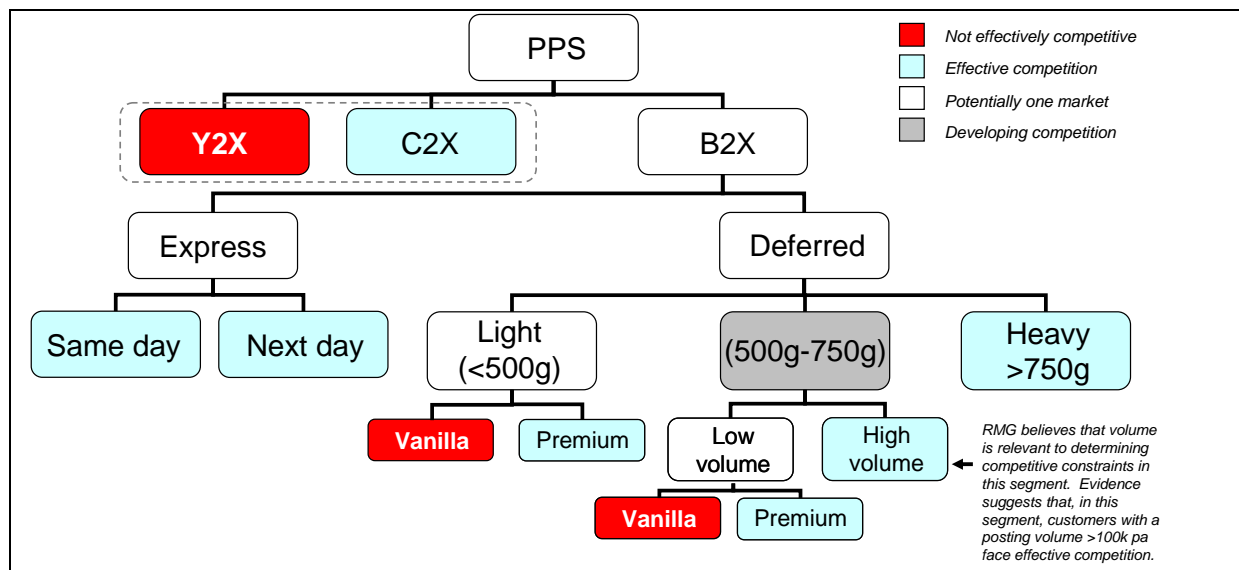 PPS
Not effectively competitive
Effective competition
Potentially one market
Developing competition
Y2X
C2X
B2X
Express
Deferred
Same day
Next day
Light
(<500g)
(500g-750g)
Heavy
>750g
Vanilla
Premium
Low
volume
High
volume
Vanilla
Premium
RMG believes that volume
is relevant to determining
competitive constraints in
this segment. Evidence
suggests that, in this
segment, customers with a
posting volume >100k pa
face effective competition.